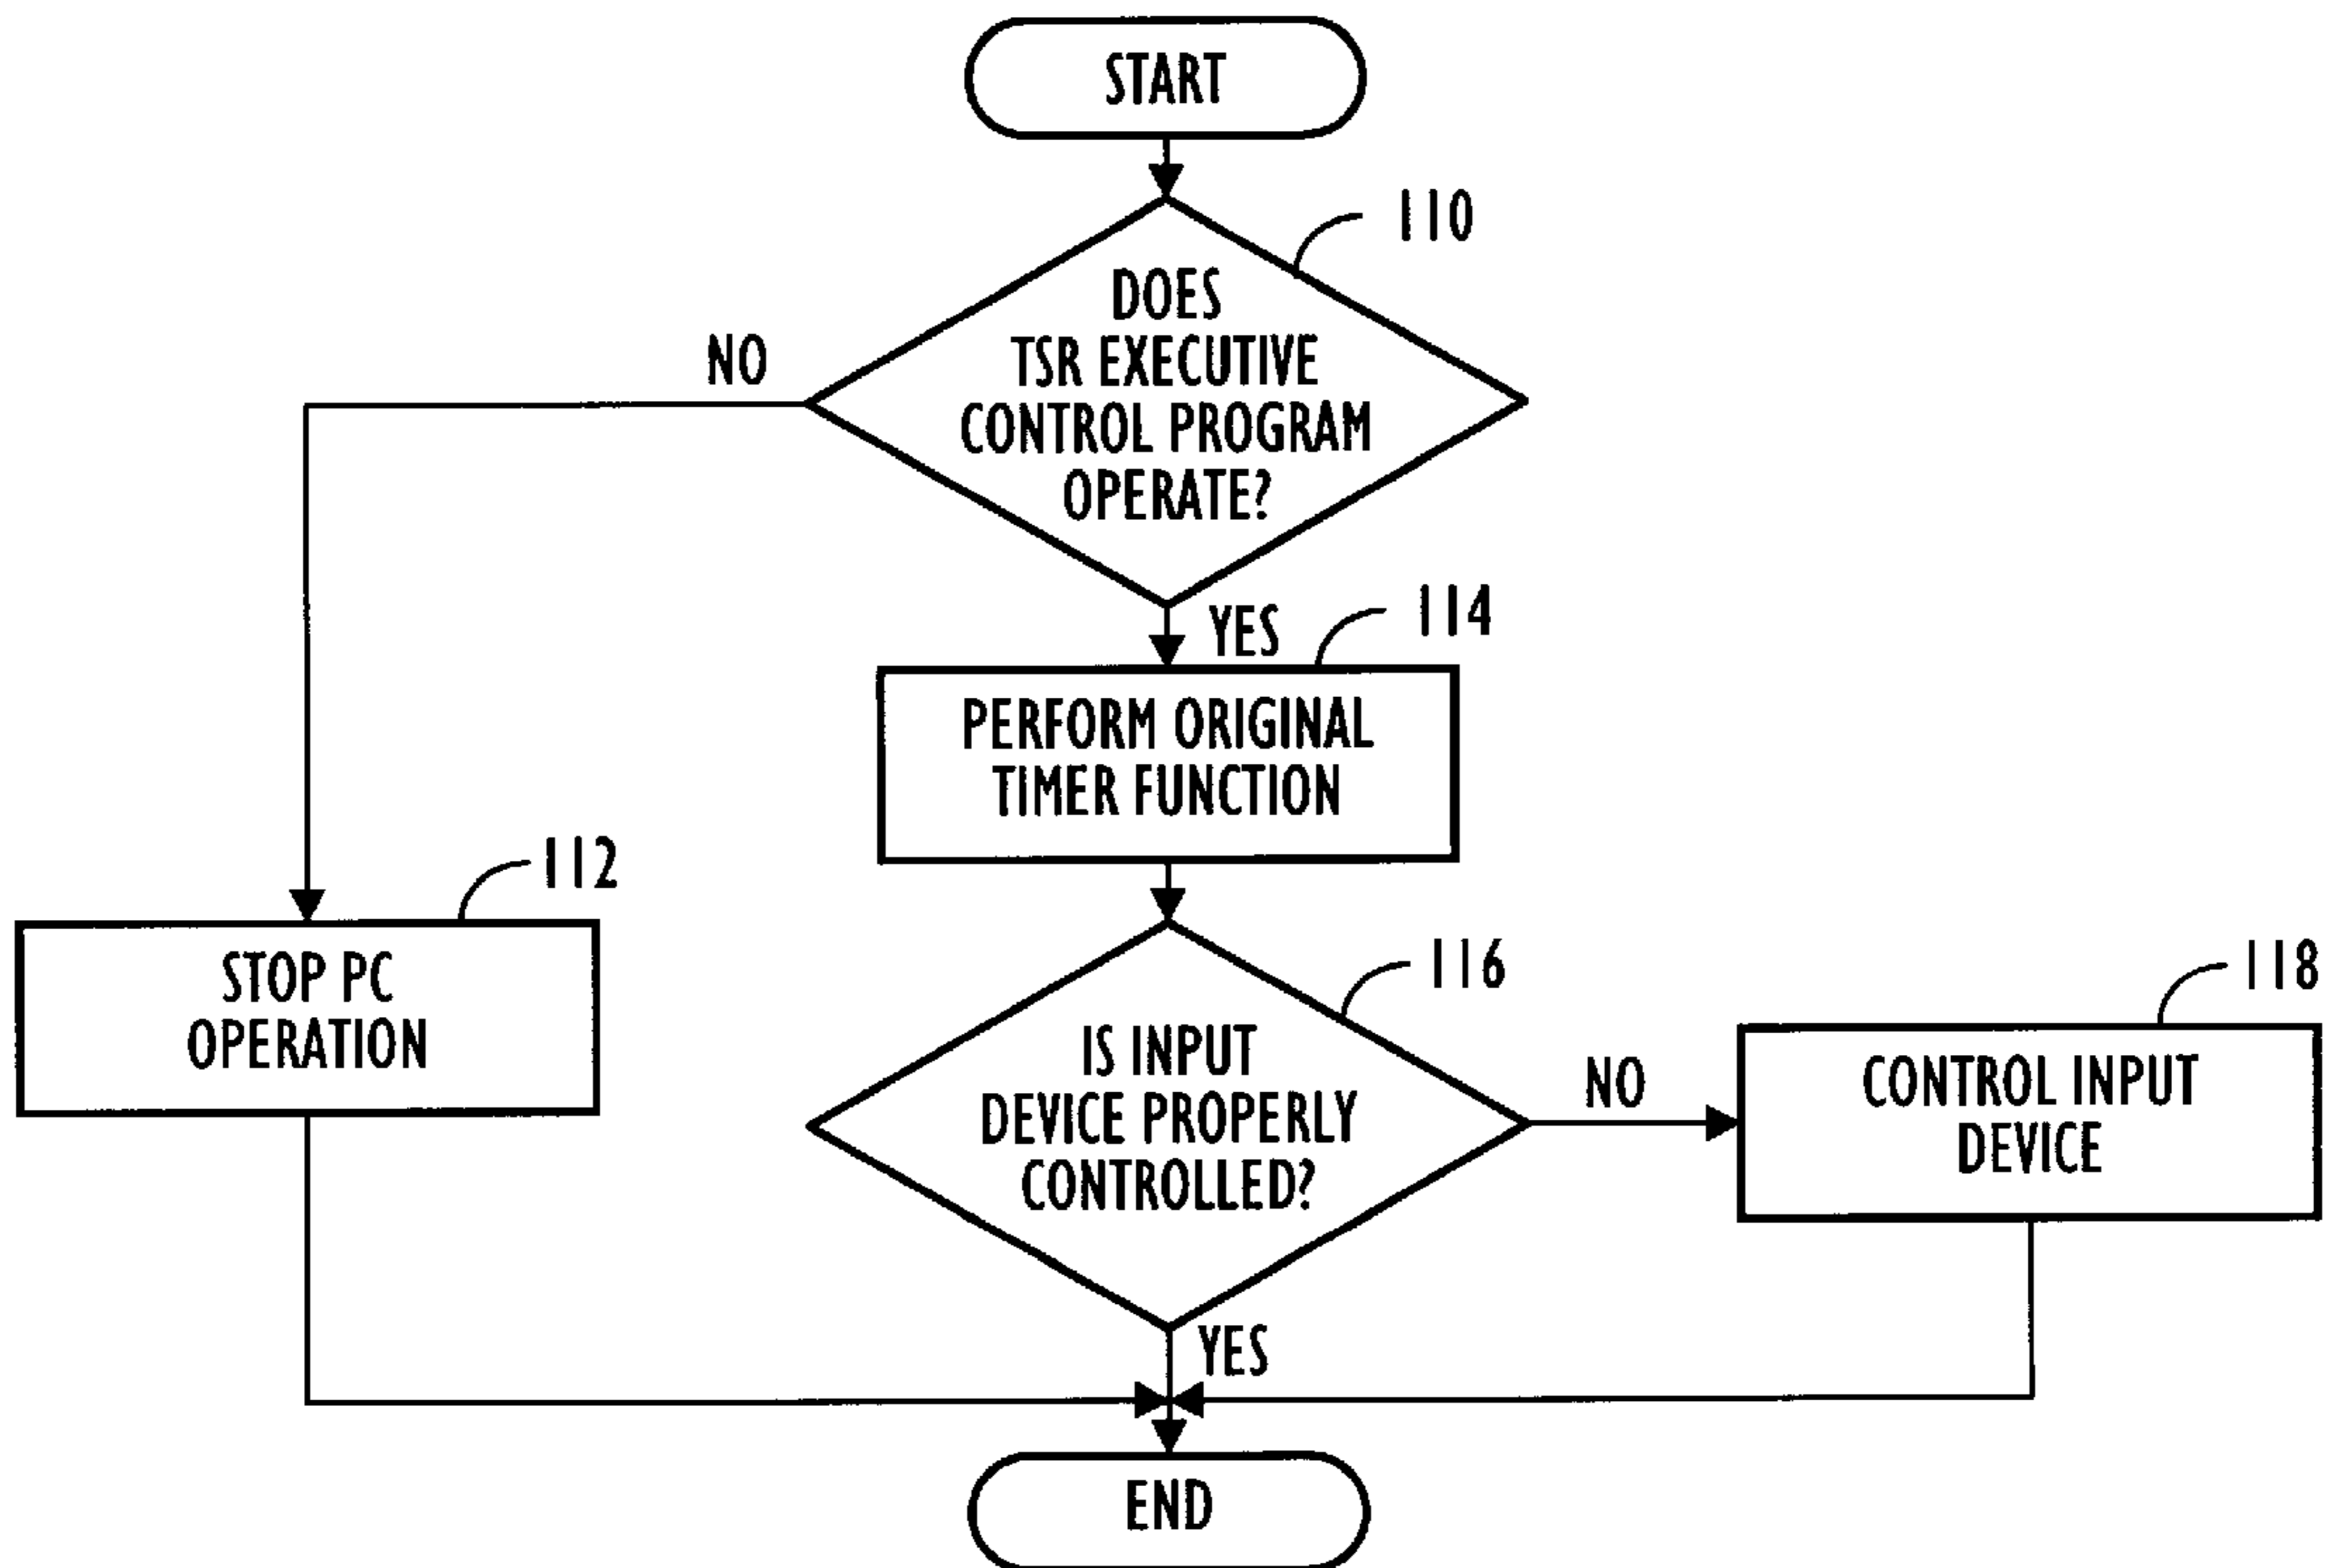 START
110
DOES
TSR EXECUTIVE
CONTROL PROGRAM
OPERATE?
NO
YES
114
PERFORM ORIGINAL
TIMER FUNCTION
112
STOP PC
OPERATION
116
IS INPUT
DEVICE PROPERLY
CONTROLLED?
NO
118
CONTROL INPUT
DEVICE
YES
END